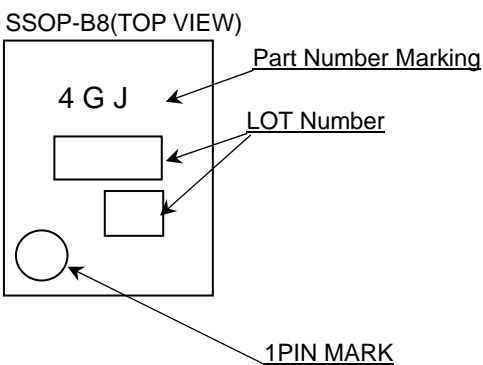 SSOP-B8(TOP VIEW)
Part Number Marking
4 G J
LOT Number
1PIN MARK